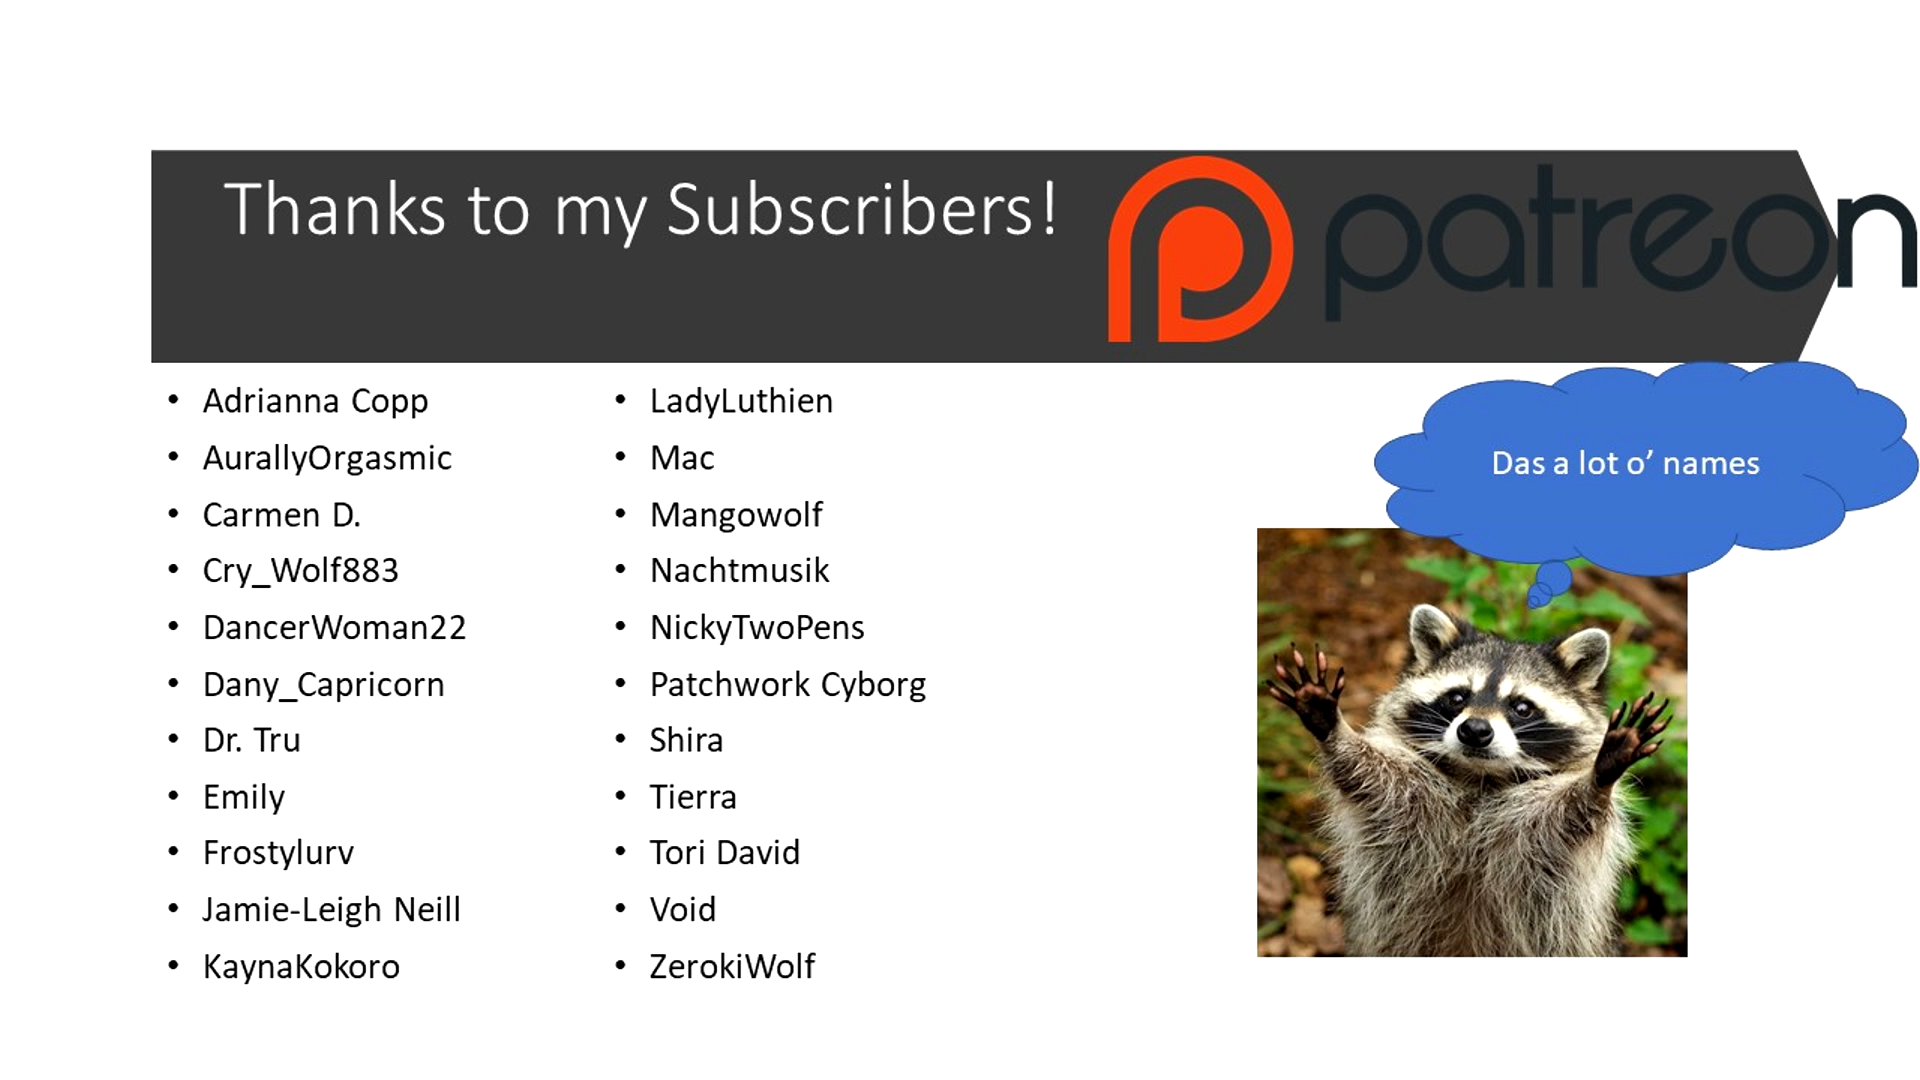 Thanks to my Subscribers!
patreon
Adrianna Copp
AurallyOrgasmic
Carmen D.
Cry_Wolf883
DancerWoman22
Dany_Capricorn
Dr. Tru
Emily
Frostylurv
Jamie-Leigh Neill
KaynaKokoro
LadyLuthien
Mac
Mangowolf
Nachtmusik
NickyTwoPens
Patchwork Cyborg
Shira
Tierra
Tori David
Void
ZerokiWolf
Das a lot o’ names